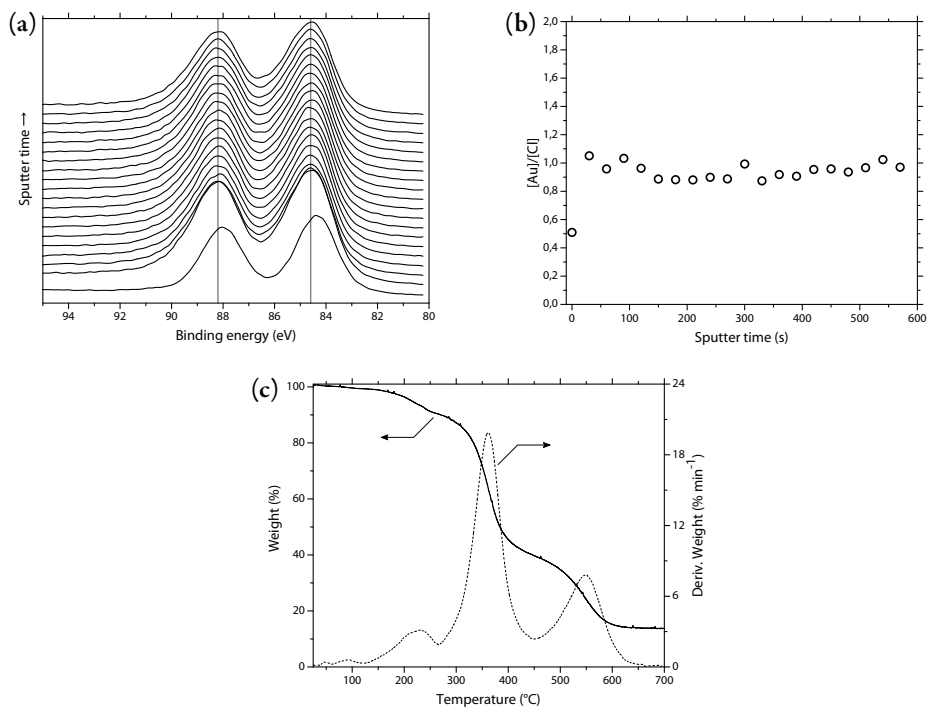 (a)
Sputter time →
94 92 90 88 86 84 82 80
Binding energy (eV)
(b)
2,0
1,8
1,6
1,4
1,2
1,0
0,8
0,6
0,4
0,2
0,0
[Au]/[Cl]
0 100 200 300 400 500 600
Sputter time (s)
(c)
100
80
60
40
20
0
Weight (%)
24
18
12
6
0
Deriv. Weight (% min⁻¹)
100 200 300 400 500 600 700
Temperature (°C)